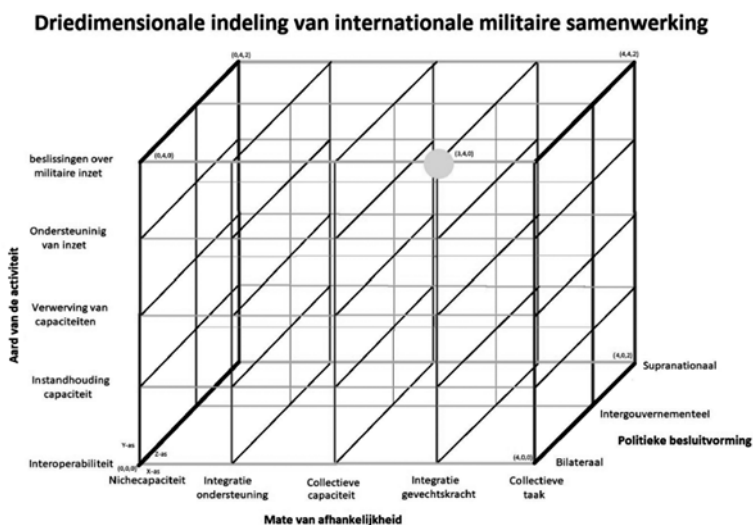 Driedimensionale indeling van internationale militaire samenwerking
(0,4,2)
(4,4,2)
beslissingen over
militaire inzet
(0,4,0)
(3,4,0)
Ondersteuninig
van inzet
Aard van de activiteit
Verwerving van
capaciteiten
(4,0,2)
Supranationaal
Instandhouding
capaciteit
Intergouvernementeel
Politieke besluitvorming
Y-as
Z-as
Interoperabiliteit
(0,0,0)
X-as
(4,0,0)
Bilateraal
Nichecapaciteit
Integratie
ondersteuning
Collectieve
capaciteit
Integratie
gevechtskracht
Collectieve
taak
Mate van afhankelijkheid